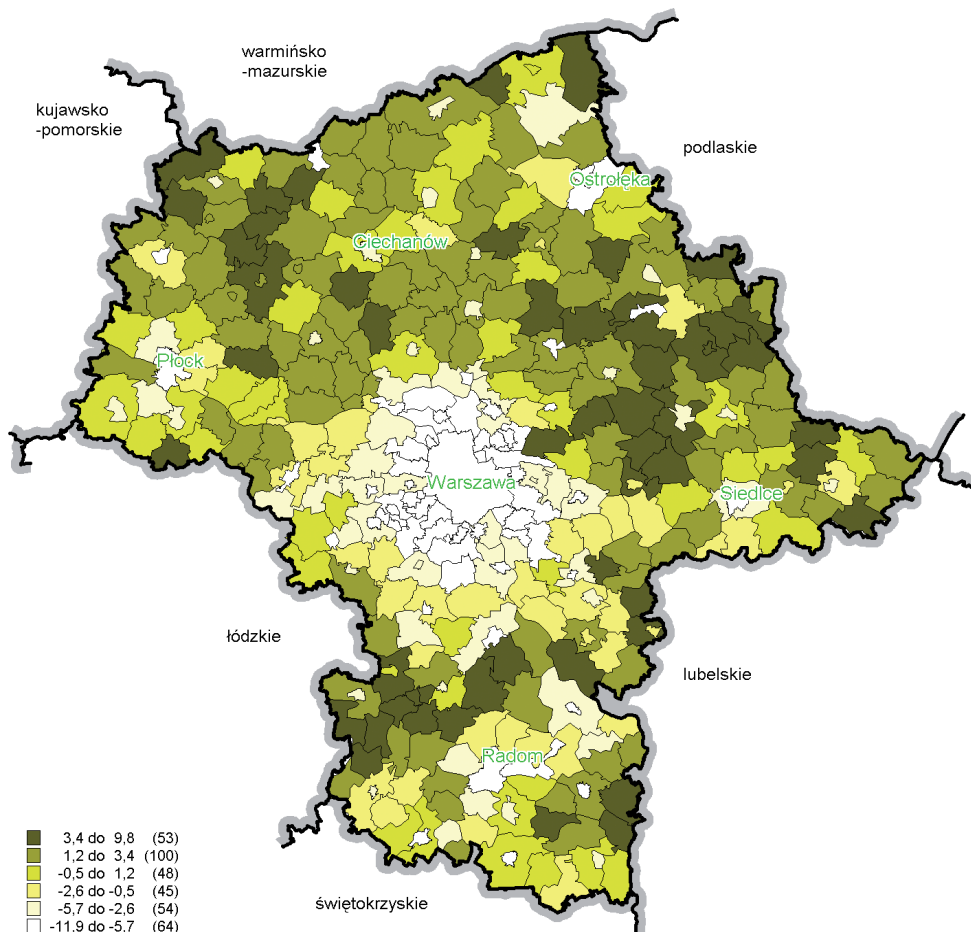 warmińsko
-mazurskie
kujawsko
-pomorskie
podlaskie
Ostrołęka
Ciechanów
Płock
Warszawa
Siedlce
łódzkie
lubelskie
Radom
świętokrzyskie
3,4 do 9,8 (53)
1,2 do 3,4 (100)
-0,5 do 1,2 (48)
-2,6 do -0,5 (45)
-5,7 do -2,6 (54)
-11,9 do -5,7 (64)